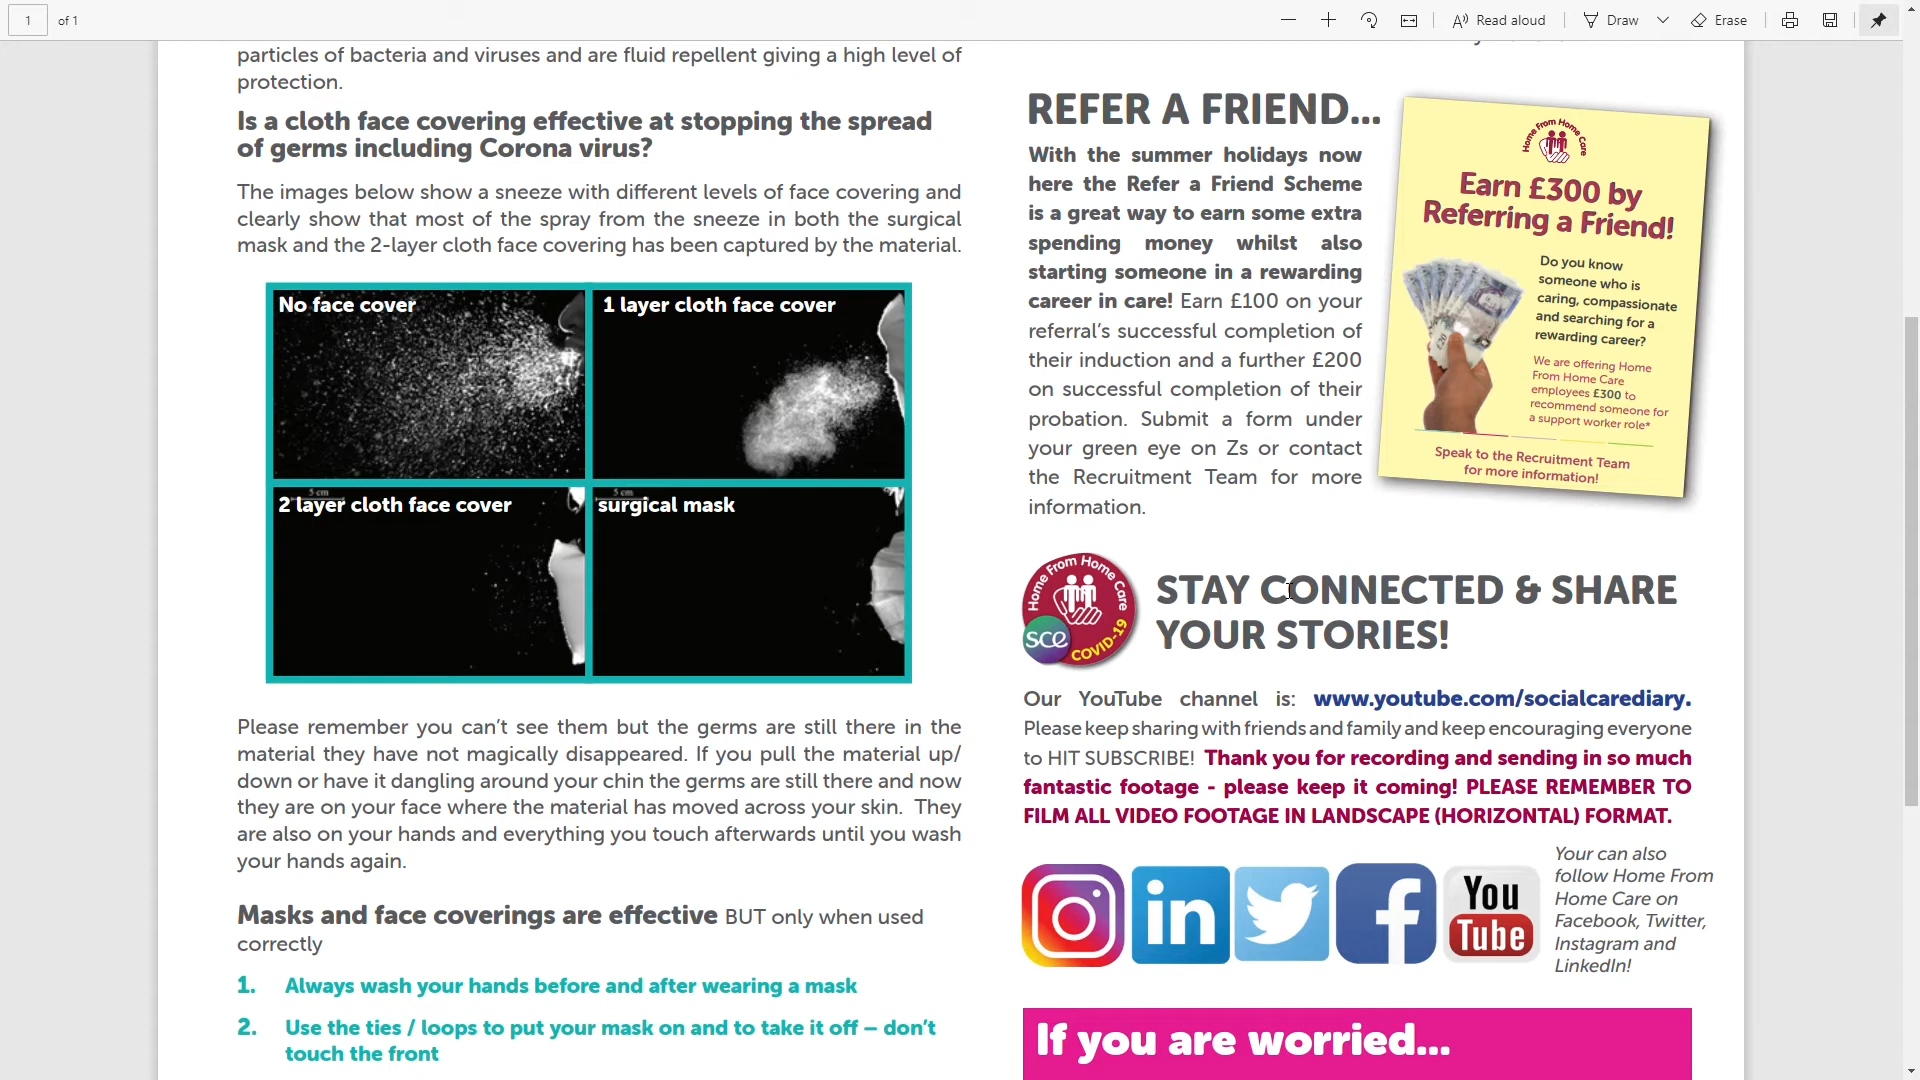 1 of 1
Read aloud
Draw
Erase
particles of bacteria and viruses and are fluid repellent giving a high level of
protection.
Is a cloth face covering effective at stopping the spread
of germs including Corona virus?
The images below show a sneeze with different levels of face covering and
clearly show that most of the spray from the sneeze in both the surgical
mask and the 2-layer cloth face covering has been captured by the material.
No face cover
1 layer cloth face cover
5 cm
2 layer cloth face cover
5 cm
surgical mask
Please remember you can't see them but the germs are still there in the
material they have not magically disappeared. If you pull the material up/
down or have it dangling around your chin the germs are still there and now
they are on your face where the material has moved across your skin. They
are also on your hands and everything you touch afterwards until you wash
your hands again.
Masks and face coverings are effective BUT only when used
correctly
1. Always wash your hands before and after wearing a mask
2. Use the ties / loops to put your mask on and to take it off – don't
touch the front
REFER A FRIEND...
With the summer holidays now
here the Refer a Friend Scheme
is a great way to earn some extra
spending money whilst also
starting someone in a rewarding
career in care! Earn £100 on your
referral's successful completion of
their induction and a further £200
on successful completion of their
probation. Submit a form under
your green eye on Zs or contact
the Recruitment Team for more
information.
Home From Home Care
Earn £300 by
Referring a Friend!
Do you know
someone who is
caring, compassionate
and searching for a
rewarding career?
We are offering Home
From Home Care
employees £300 to
recommend someone for
a support worker role*
Speak to the Recruitment Team
for more information!
Home From Home Care
sce
COVID-19
STAY CONNECTED & SHARE
YOUR STORIES!
Our YouTube channel is: www.youtube.com/socialcarediary.
Please keep sharing with friends and family and keep encouraging everyone
to HIT SUBSCRIBE! Thank you for recording and sending in so much
fantastic footage - please keep it coming! PLEASE REMEMBER TO
FILM ALL VIDEO FOOTAGE IN LANDSCAPE (HORIZONTAL) FORMAT.
in
f
You
Tube
Your can also
follow Home From
Home Care on
Facebook, Twitter,
Instagram and
LinkedIn!
If you are worried...